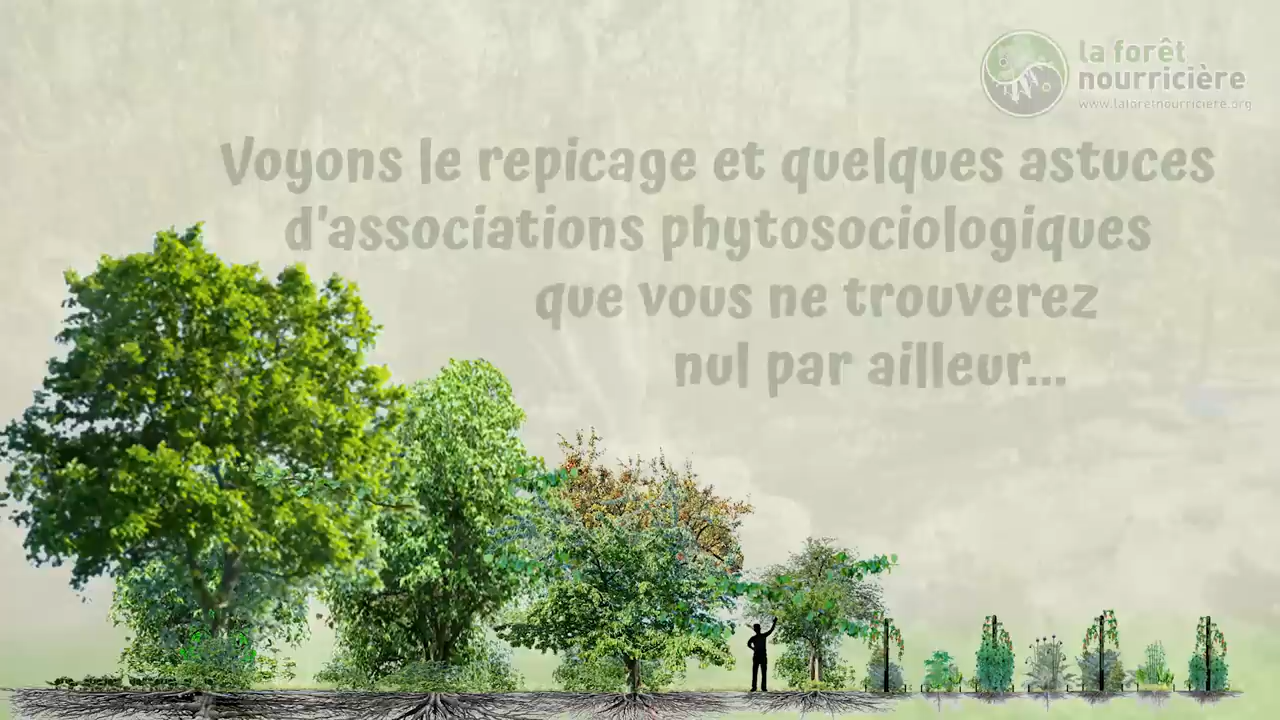 la forêt
nourricière
www.laforetnourriciere.org
Voyons le repicage et quelques astuces
d'associations phytosociologiques
que vous ne trouverez
nul par ailleur...